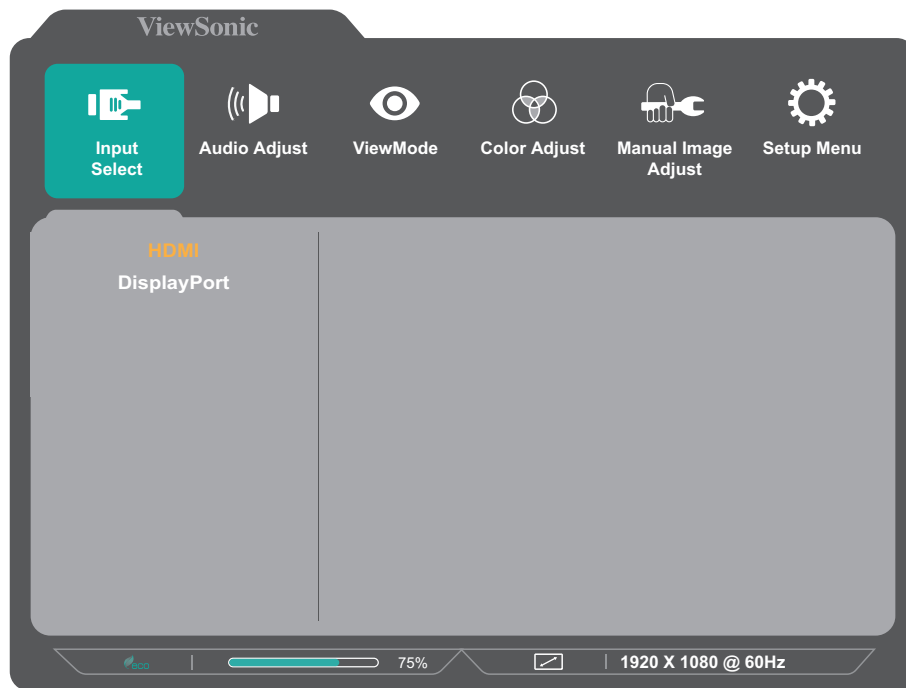 ViewSonic
Input
Select
Audio Adjust
ViewMode
Color Adjust
Manual Image
Adjust
Setup Menu
HDMI
DisplayPort
ECO
75%
1920 X 1080 @ 60Hz